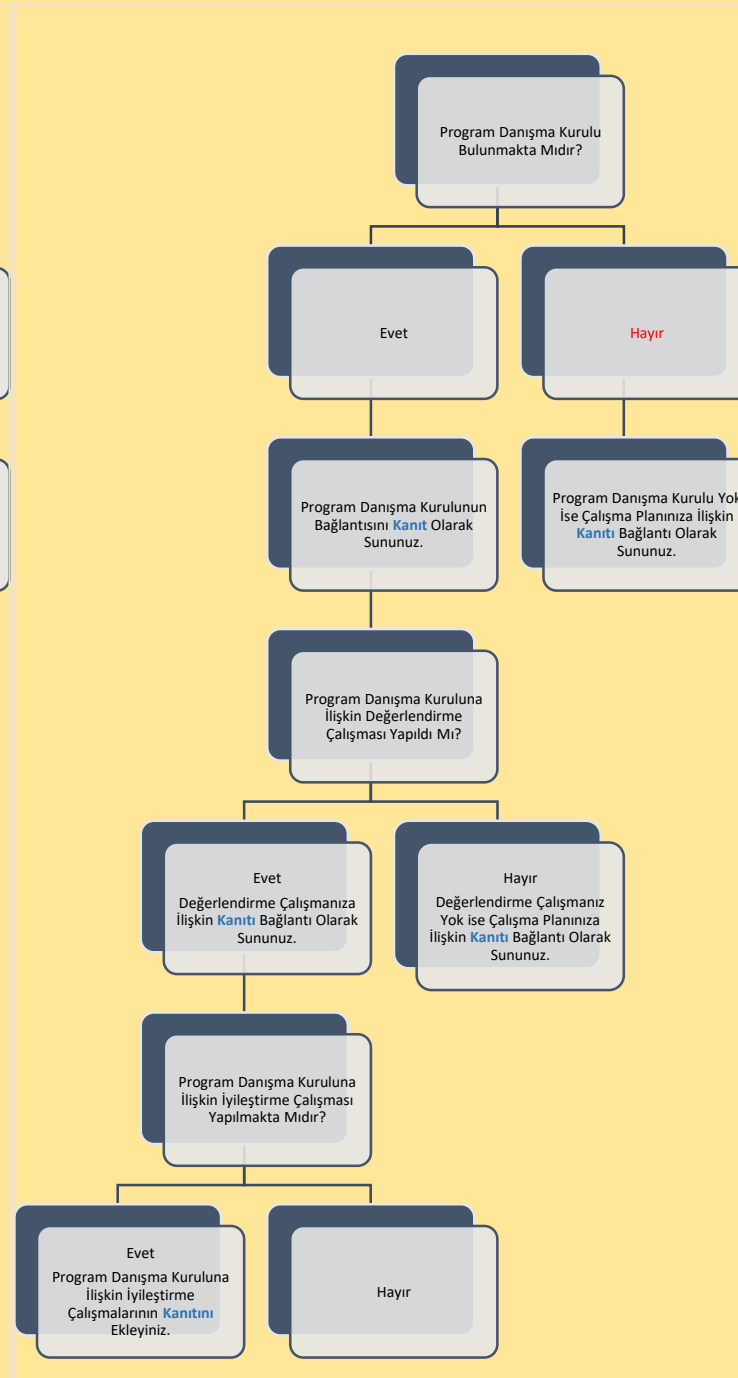 Program Danışma Kurulu
Bulunmakta Mıdır?
Evet
Hayır
Program Danışma Kurulunun
Bağlantısını Kanıt Olarak
Sununuz.
Program Danışma Kurulu Yok
İse Çalışma Planınıza İlişkin
Kanıtı Bağlantı Olarak
Sununuz.
Program Danışma Kuruluna
İlişkin Değerlendirme
Çalışması Yapıldı Mı?
Evet
Değerlendirme Çalışmanıza
İlişkin Kanıtı Bağlantı Olarak
Sununuz.
Hayır
Değerlendirme Çalışmanız
Yok ise Çalışma Planınıza
İlişkin Kanıtı Bağlantı Olarak
Sununuz.
Program Danışma Kuruluna
İlişkin İyileştirme Çalışması
Yapılmakta Mıdır?
Evet
Program Danışma Kuruluna
İlişkin İyileştirme
Çalışmalarının Kanıtını
Ekleyiniz.
Hayır